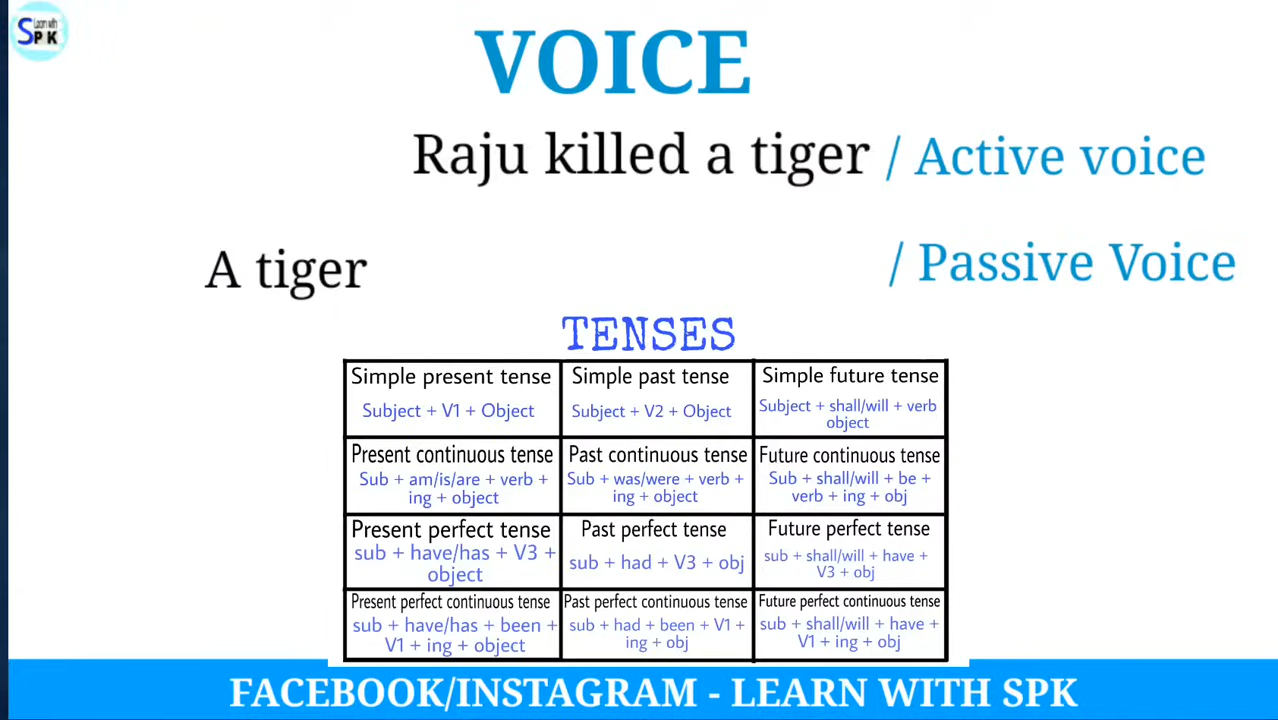 Learn with
SPK
VOICE
Raju killed a tiger / Active voice
A tiger / Passive Voice
TENSES
Simple present tense
Subject + V1 + Object
Simple past tense
Subject + V2 + Object
Simple future tense
Subject + shall/will + verb
object
Present continuous tense
Sub + am/is/are + verb +
ing + object
Past continuous tense
Sub + was/were + verb +
ing + object
Future continuous tense
Sub + shall/will + be +
verb + ing + obj
Present perfect tense
sub + have/has + V3 +
object
Past perfect tense
sub + had + V3 + obj
Future perfect tense
sub + shall/will + have +
V3 + obj
Present perfect continuous tense
sub + have/has + been +
V1 + ing + object
Past perfect continuous tense
sub + had + been + V1 +
ing + obj
Future perfect continuous tense
sub + shall/will + have +
V1 + ing + obj
FACEBOOK/INSTAGRAM - LEARN WITH SPK